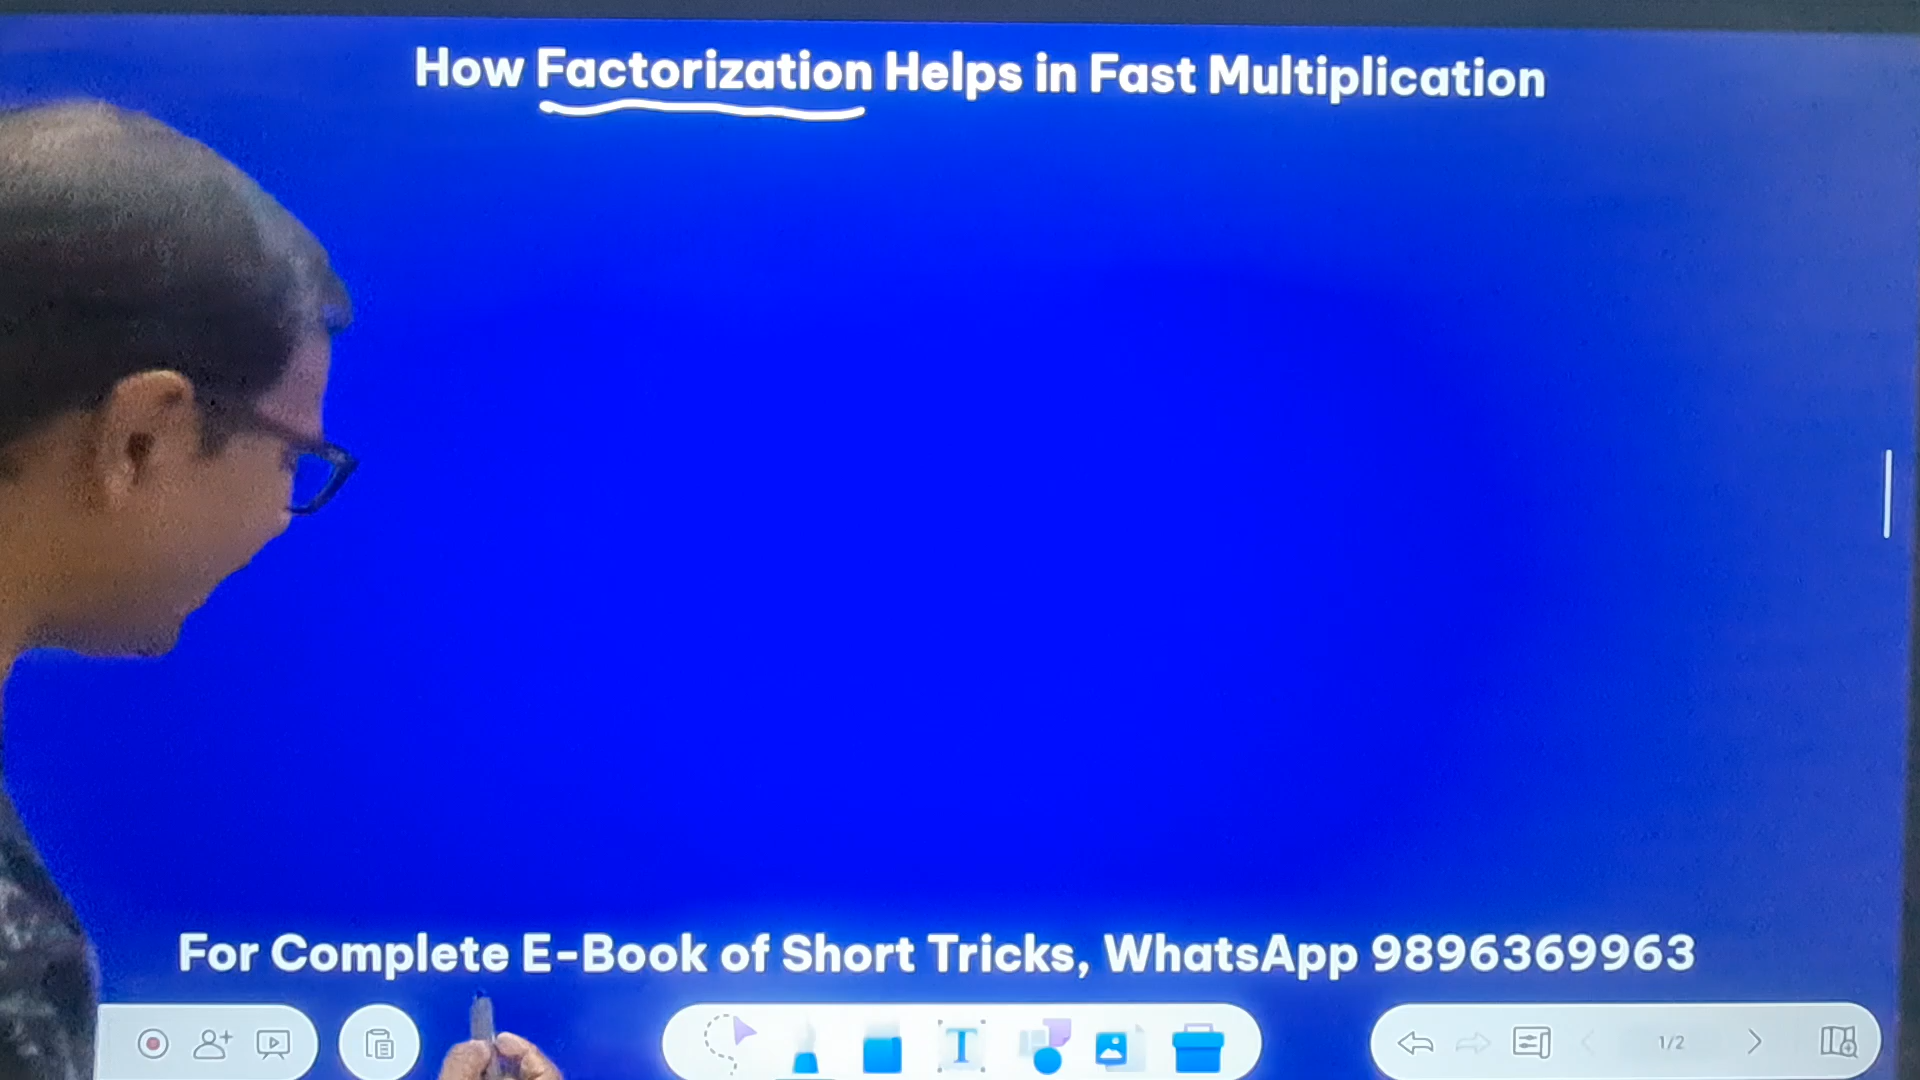 How Factorization Helps in Fast Multiplication
For Complete E-Book of Short Tricks, WhatsApp 9896369963
T
1/2